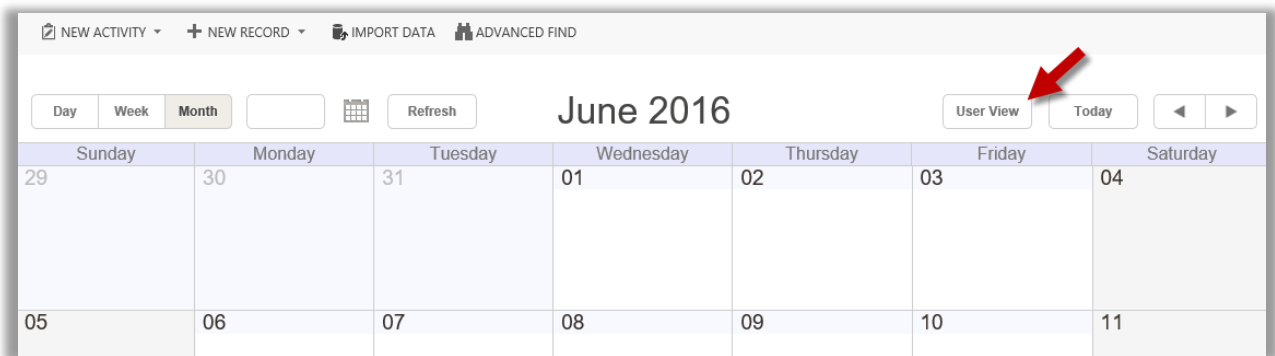 NEW ACTIVITY NEW RECORD IMPORT DATA ADVANCED FIND
Day Week Month Refresh June 2016 User View Today
Sunday Monday Tuesday Wednesday Thursday Friday Saturday
29 30 31 01 02 03 04
05 06 07 08 09 10 11